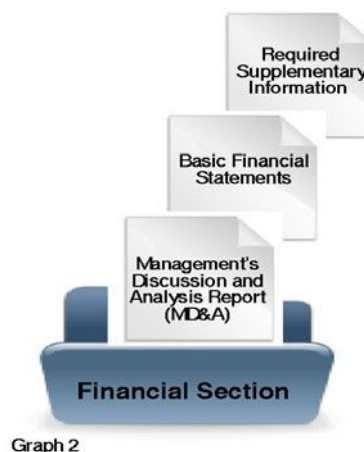 Required
Supplementary
Information
Basic Financial
Statements
Management's
Discussion and
Analysis Report
(MD&A)
Financial Section
Graph 2